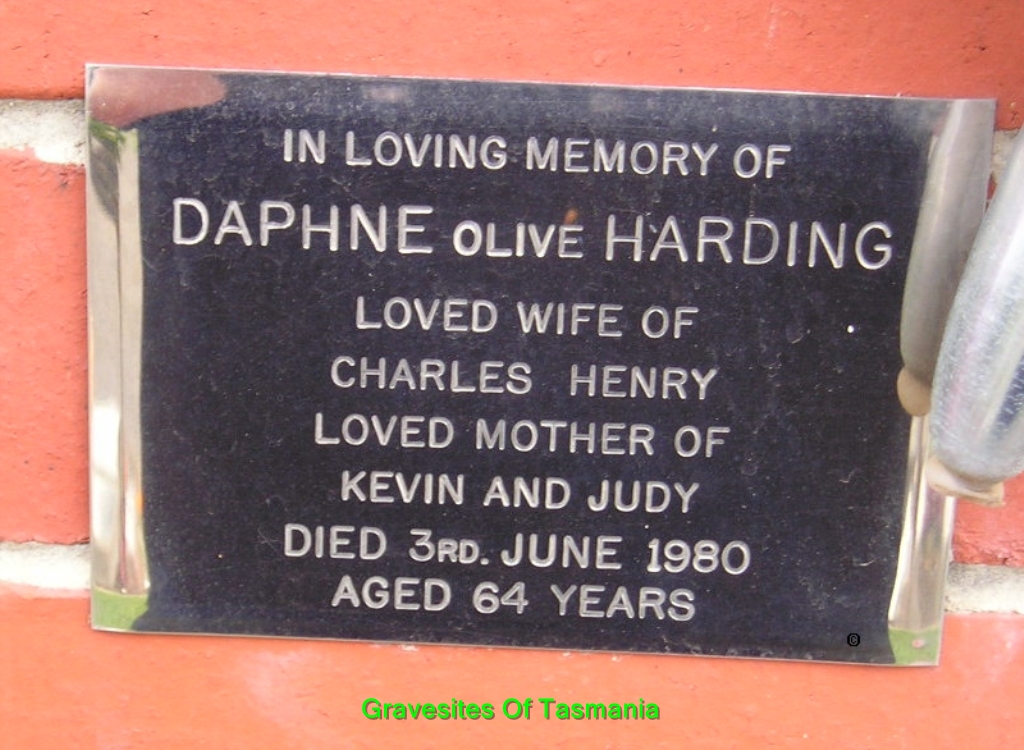 IN LOVING MEMORY OF
DAPHNE OLIVE HARDING
LOVED WIFE OF
CHARLES HENRY
LOVED MOTHER OF
KEVIN AND JUDY
DIED 3RD. JUNE 1980
AGED 64 YEARS
©
Gravesites Of Tasmania